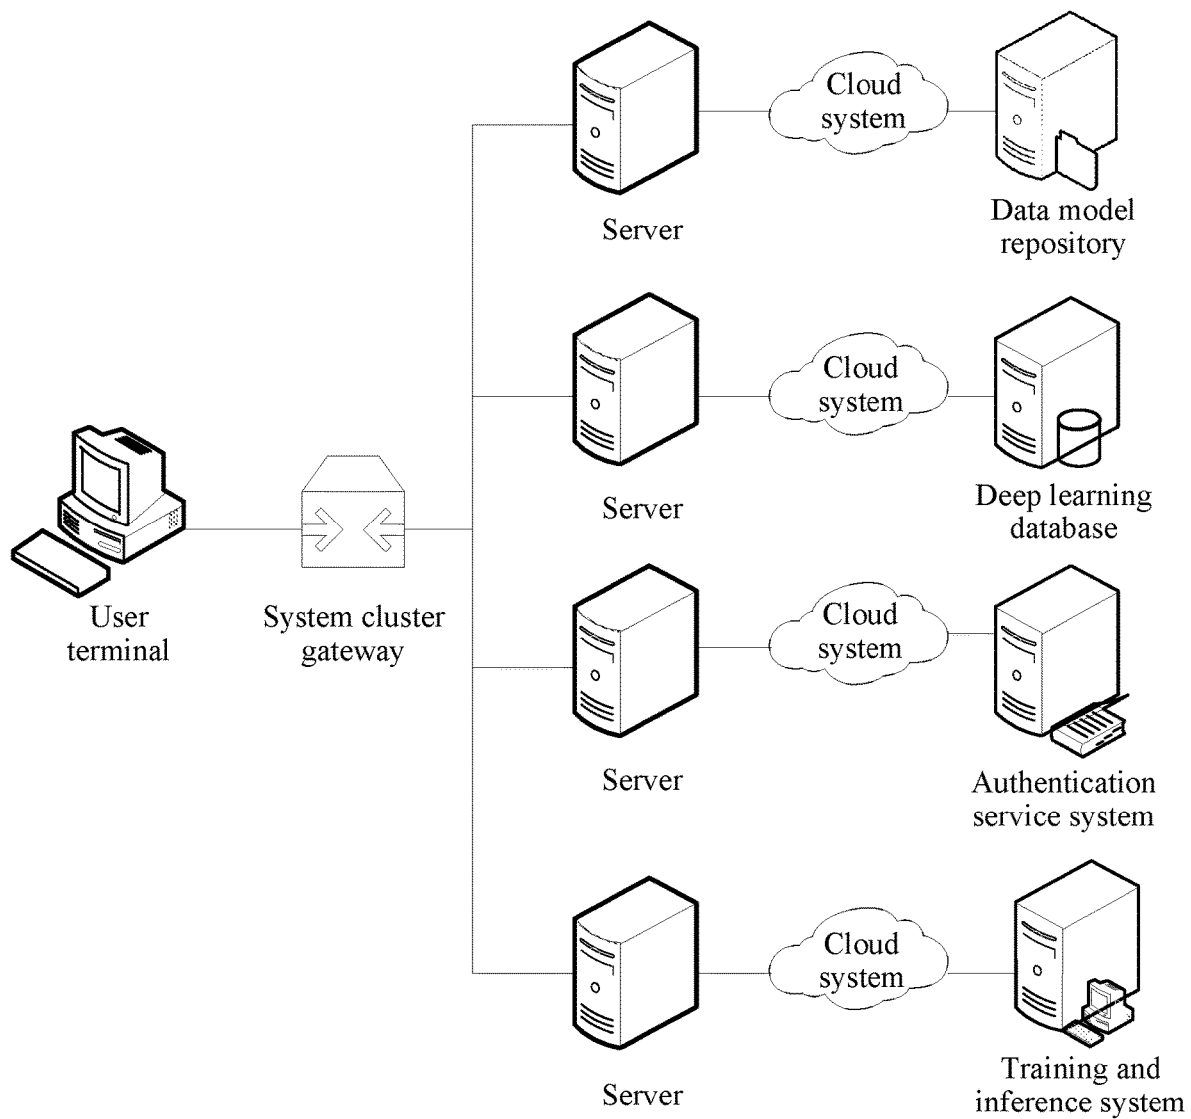 Cloud
system
Server
Data model
repository
Cloud
system
Server
Deep learning
database
User
terminal
System cluster
gateway
Cloud
system
Server
Authentication
service system
Cloud
system
Server
Training and
inference system